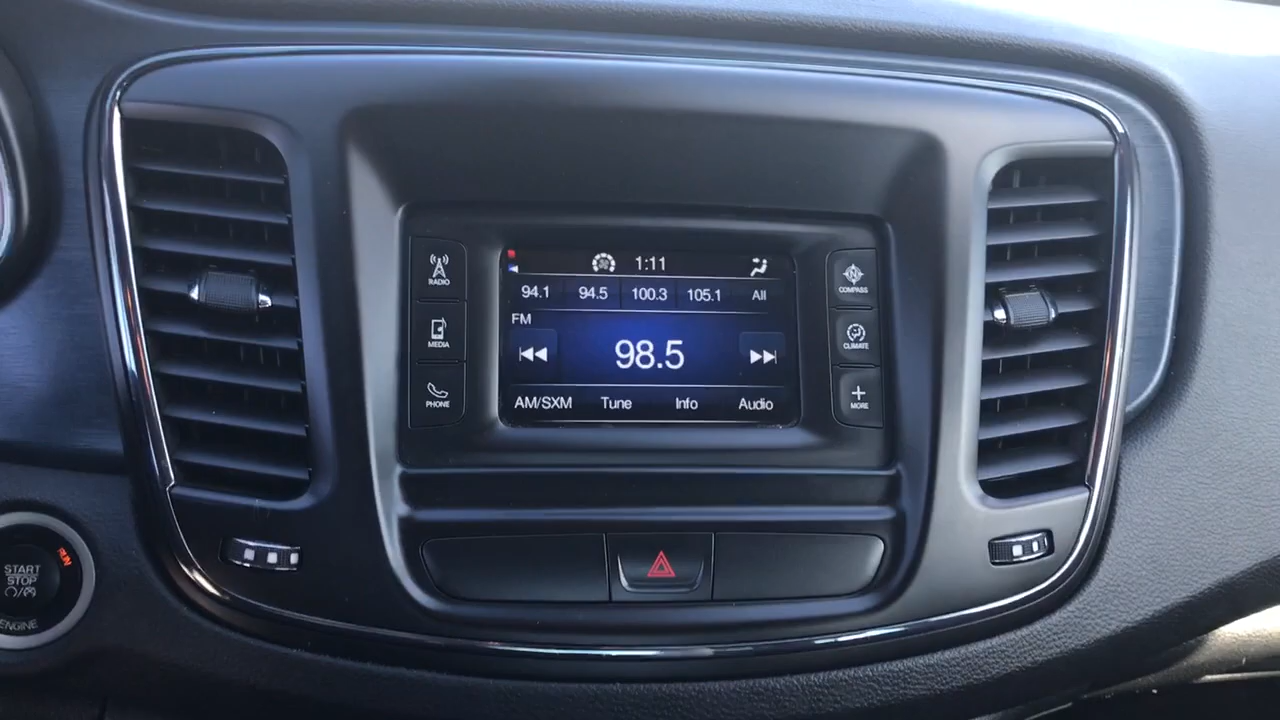 RADIO
MEDIA
PHONE
1:11
94.1 94.5 100.3 105.1 All
FM
98.5
AM/SXM Tune Info Audio
N
COMPASS
CLIMATE
+
MORE
START
STOP
ENGINE
RUN